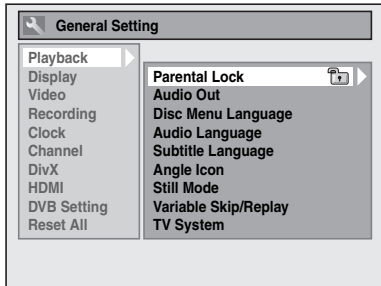 General Setting
Playback
Display
Video
Recording
Clock
Channel
DivX
HDMI
DVB Setting
Reset All
Parental Lock
Audio Out
Disc Menu Language
Audio Language
Subtitle Language
Angle Icon
Still Mode
Variable Skip/Replay
TV System